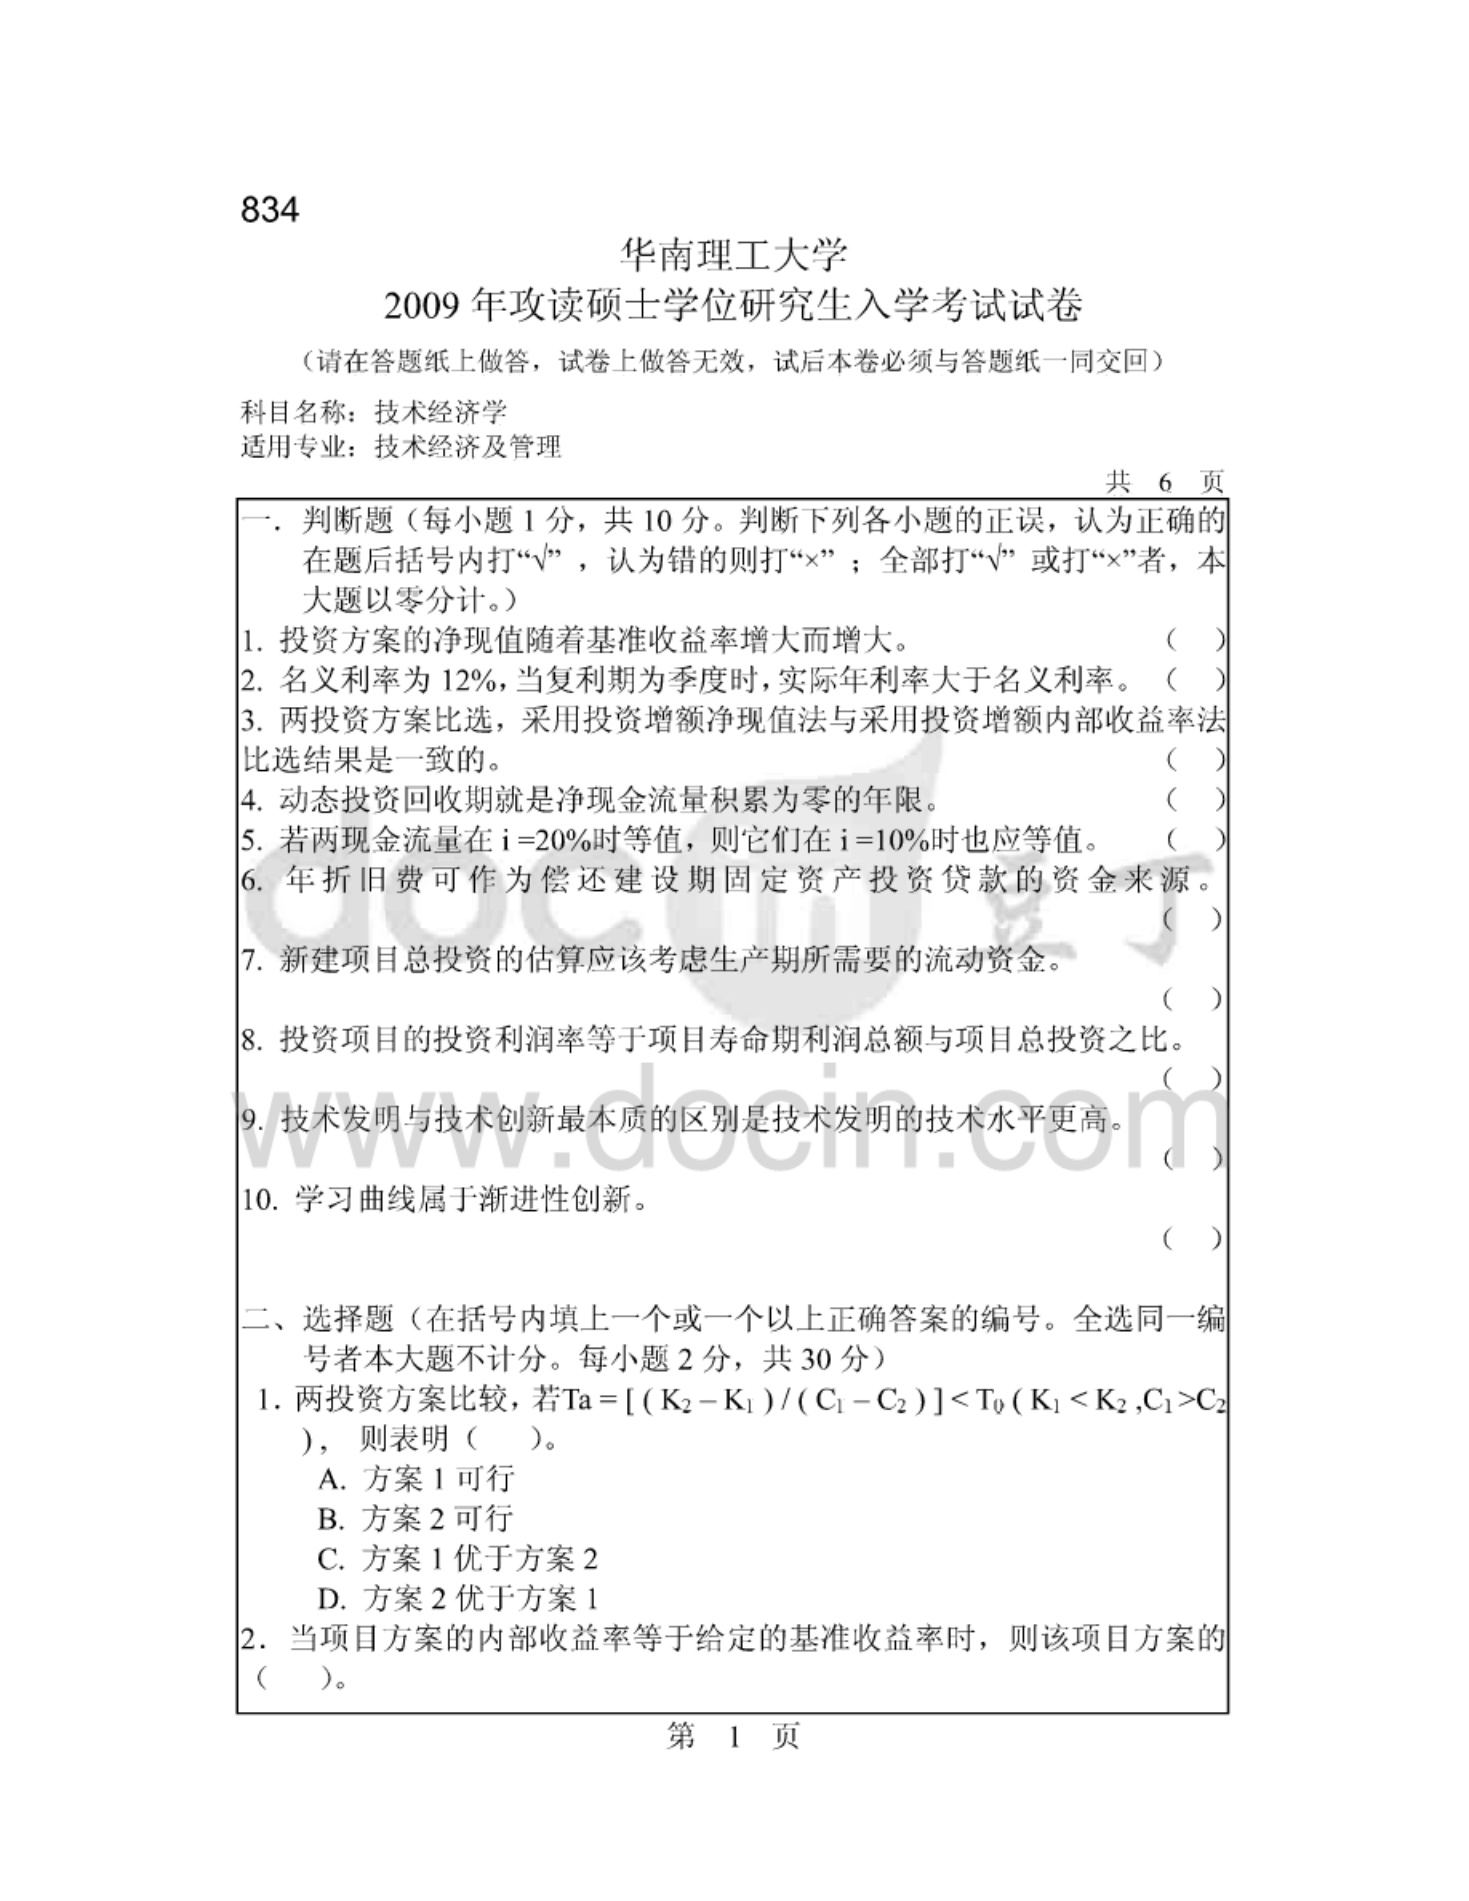 834
华南理工大学
2009 年攻读硕士学位研究生入学考试试卷
（请在答题纸上做答，试卷上做答无效，试后本卷必须与答题纸一同交回）
科目名称：技术经济学
适用专业：技术经济及管理
共 6 页
一．判断题（每小题 1 分，共 10 分。判断下列各小题的正误，认为正确的
在题后括号内打“√” ，认为错的则打“×” ；全部打“√” 或打“×”者，本
大题以零分计。）
1. 投资方案的净现值随着基准收益率增大而增大。 （ ）
2. 名义利率为 12%，当复利期为季度时，实际年利率大于名义利率。 （ ）
3. 两投资方案比选，采用投资增额净现值法与采用投资增额内部收益率法
比选结果是一致的。 （ ）
4. 动态投资回收期就是净现金流量积累为零的年限。 （ ）
5. 若两现金流量在 i =20%时等值，则它们在 i =10%时也应等值。 （ ）
6. 年折旧费可作为偿还建设期固定资产投资贷款的资金来源。
（ ）
7. 新建项目总投资的估算应该考虑生产期所需要的流动资金。
（ ）
8. 投资项目的投资利润率等于项目寿命期利润总额与项目总投资之比。
（ ）
9. 技术发明与技术创新最本质的区别是技术发明的技术水平更高。
（ ）
10. 学习曲线属于渐进性创新。
（ ）
二、选择题（在括号内填上一个或一个以上正确答案的编号。全选同一编
号者本大题不计分。每小题 2 分，共 30 分）
1. 两投资方案比较，若Ta = [ ( K₂ – K₁ ) / ( C₁ – C₂ ) ] < T₀ ( K₁ < K₂ ,C₁ >C₂
)， 则表明（ ）。
A. 方案 1 可行
B. 方案 2 可行
C. 方案 1 优于方案 2
D. 方案 2 优于方案 1
2．当项目方案的内部收益率等于给定的基准收益率时，则该项目方案的
（ ）。
第 1 页
docin 豆丁
www.docin.com